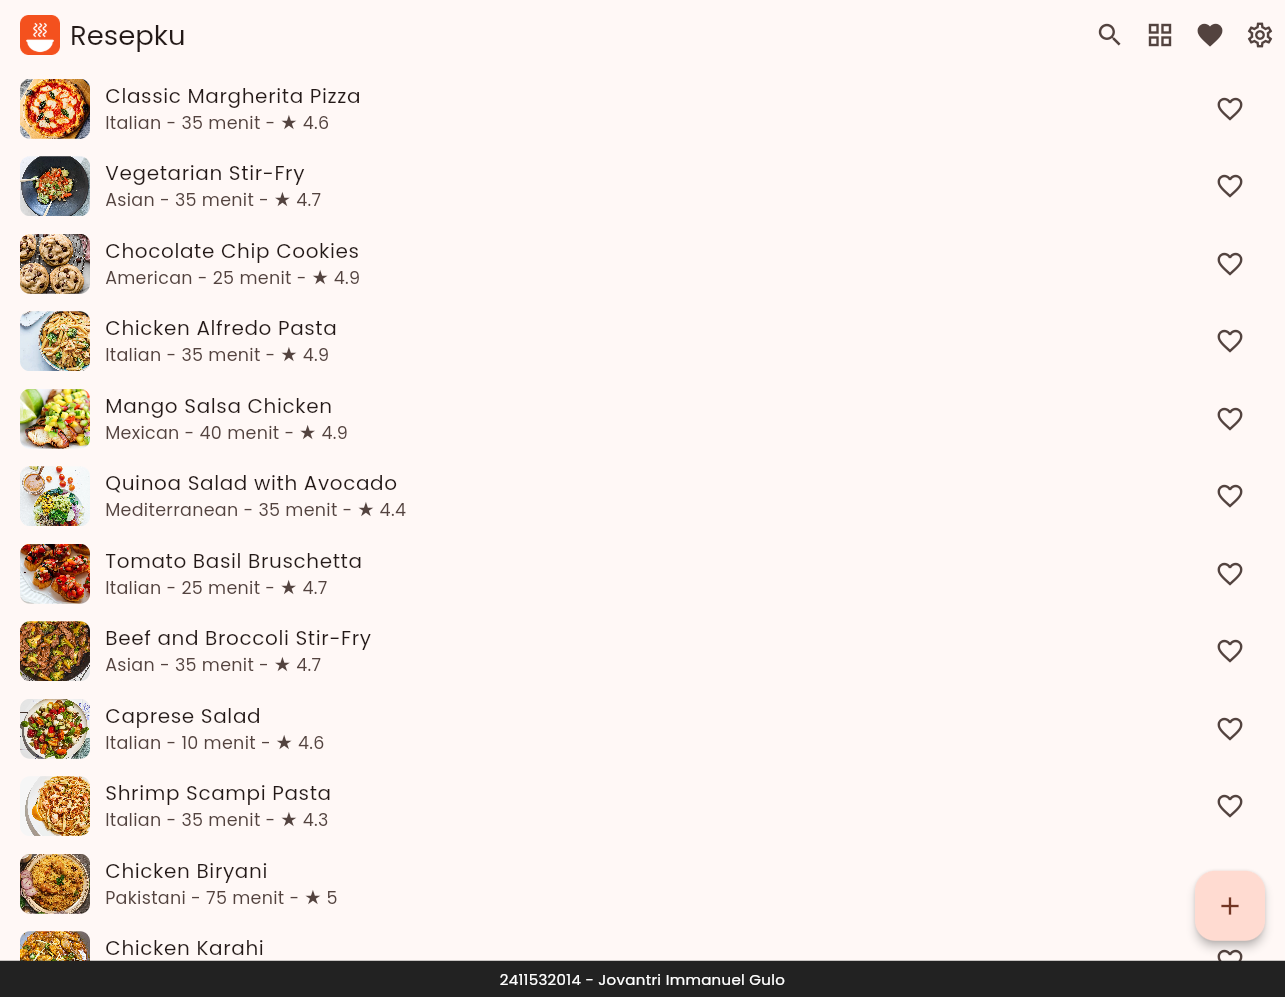 Resepku
Classic Margherita Pizza
Italian - 35 menit - ★ 4.6
Vegetarian Stir-Fry
Asian - 35 menit - ★ 4.7
Chocolate Chip Cookies
American - 25 menit - ★ 4.9
Chicken Alfredo Pasta
Italian - 35 menit - ★ 4.9
Mango Salsa Chicken
Mexican - 40 menit - ★ 4.9
Quinoa Salad with Avocado
Mediterranean - 35 menit - ★ 4.4
Tomato Basil Bruschetta
Italian - 25 menit - ★ 4.7
Beef and Broccoli Stir-Fry
Asian - 35 menit - ★ 4.7
Caprese Salad
Italian - 10 menit - ★ 4.6
Shrimp Scampi Pasta
Italian - 35 menit - ★ 4.3
Chicken Biryani
Pakistani - 75 menit - ★ 5
Chicken Karahi
2411532014 - Jovantri Immanuel Gulo